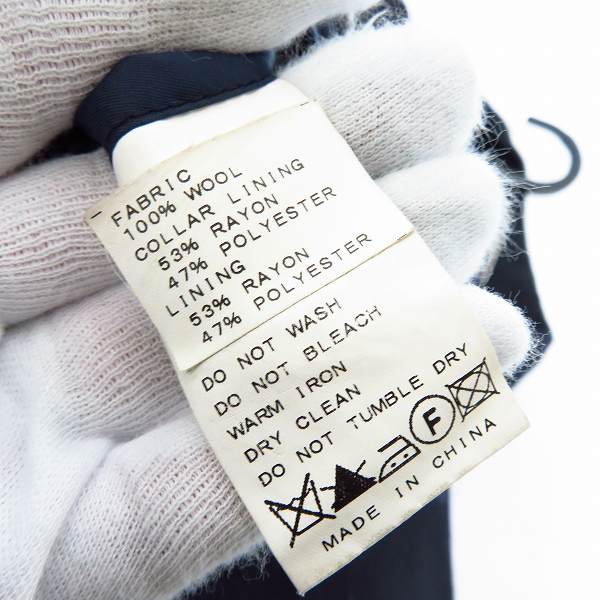 FABRIC
100% WOOL
COLLAR LINING
53% RAYON
47% POLYESTER
LINING
53% RAYON
47% POLYESTER
DO NOT WASH
DO NOT BLEACH
WARM IRON
DRY CLEAN
DO NOT TUMBLE DRY
F
MADE IN CHINA